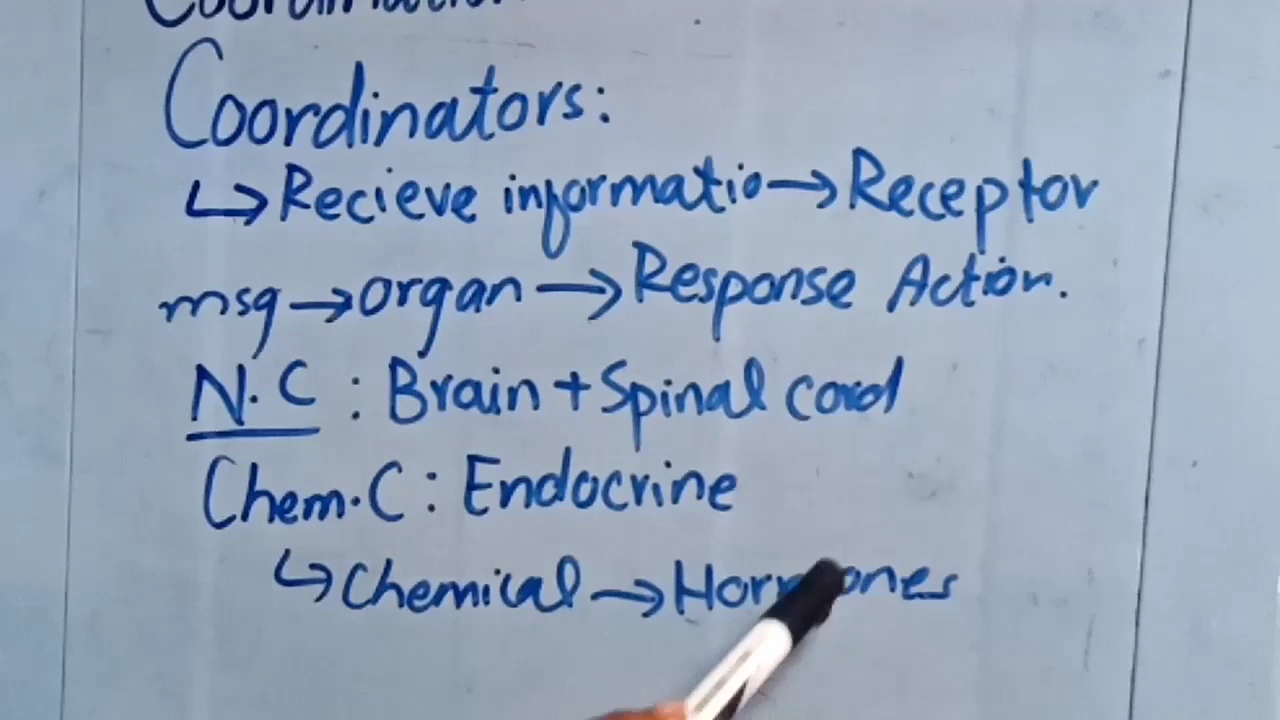 Coordinators:
↳ Recieve informatio → Receptor
msg → organ → Response Action.
N.C : Brain + Spinal cord
Chem.C : Endocrine
↳ Chemical → Hormones